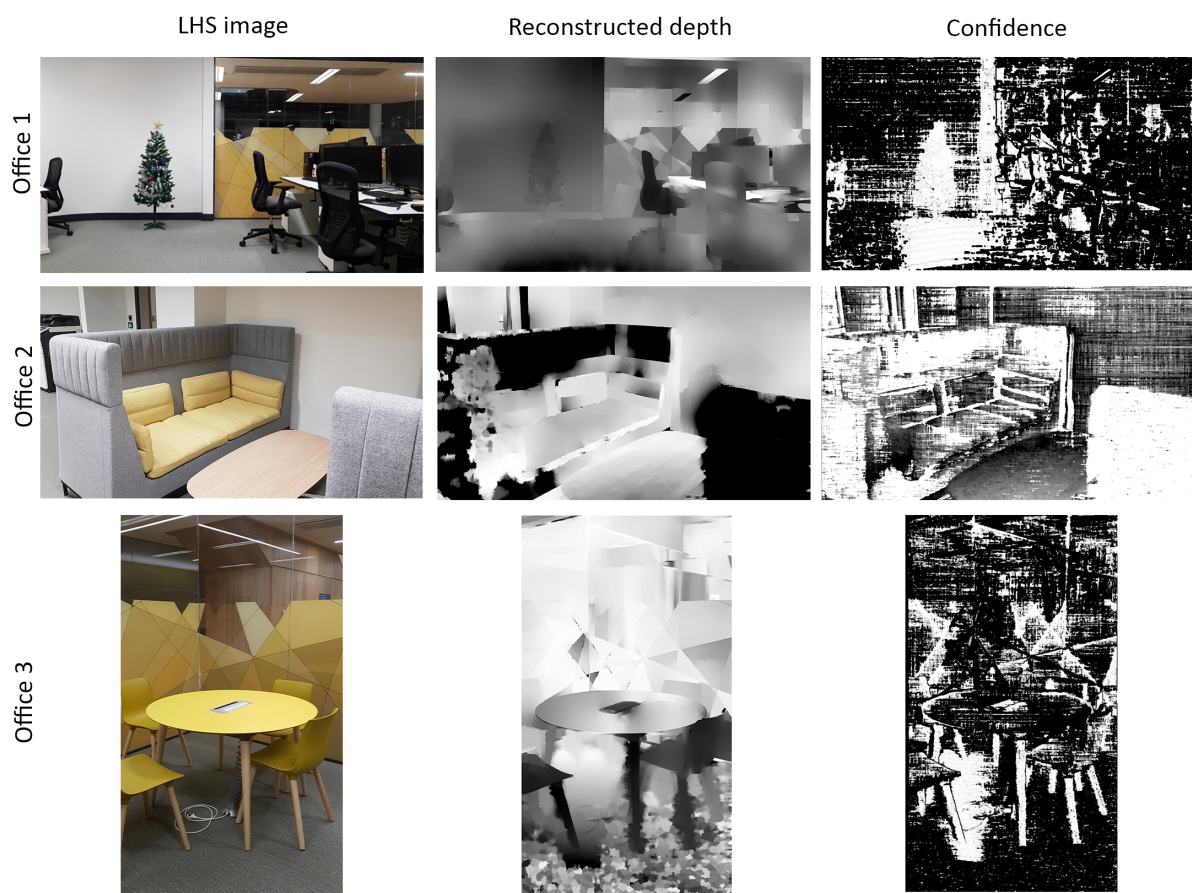 LHS image
Reconstructed depth
Confidence
Office 1
Office 2
Office 3